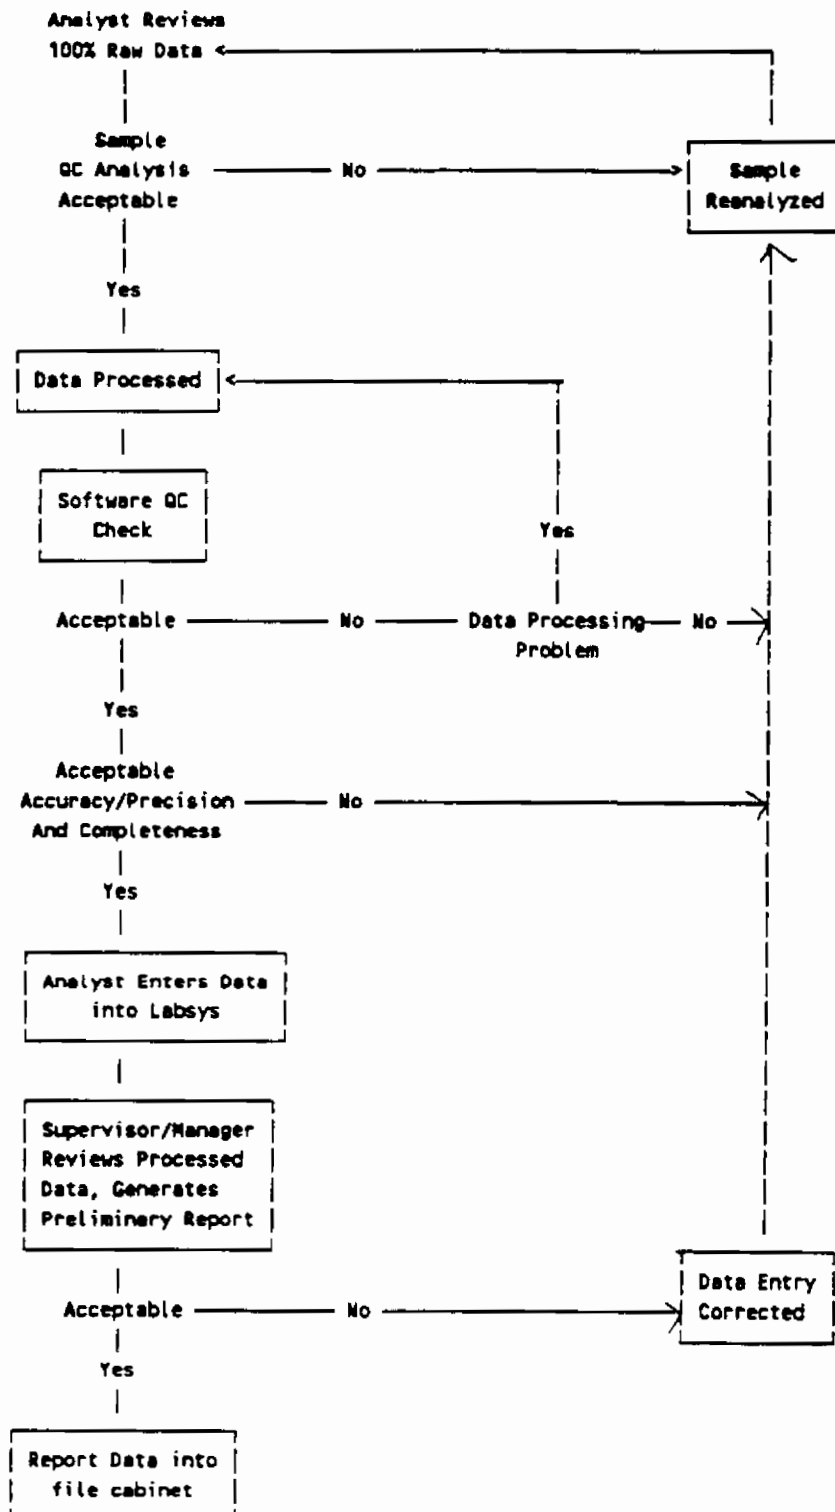 Analyst Reviews
100% Raw Data
Sample
QC Analysis
Acceptable
No
Sample
Reanalyzed
Yes
Data Processed
Software QC
Check
Yes
Acceptable
No
Data Processing
Problem
No
Yes
Acceptable
Accuracy/Precision
And Completeness
No
Yes
Analyst Enters Data
into Labsys
Supervisor/Manager
Reviews Processed
Data, Generates
Preliminary Report
Acceptable
No
Data Entry
Corrected
Yes
Report Data into
file cabinet